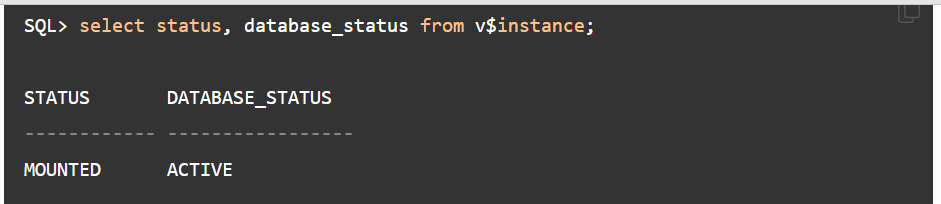 SQL> select status, database_status from v$instance;
STATUS       DATABASE_STATUS
------------ -----------------
MOUNTED      ACTIVE